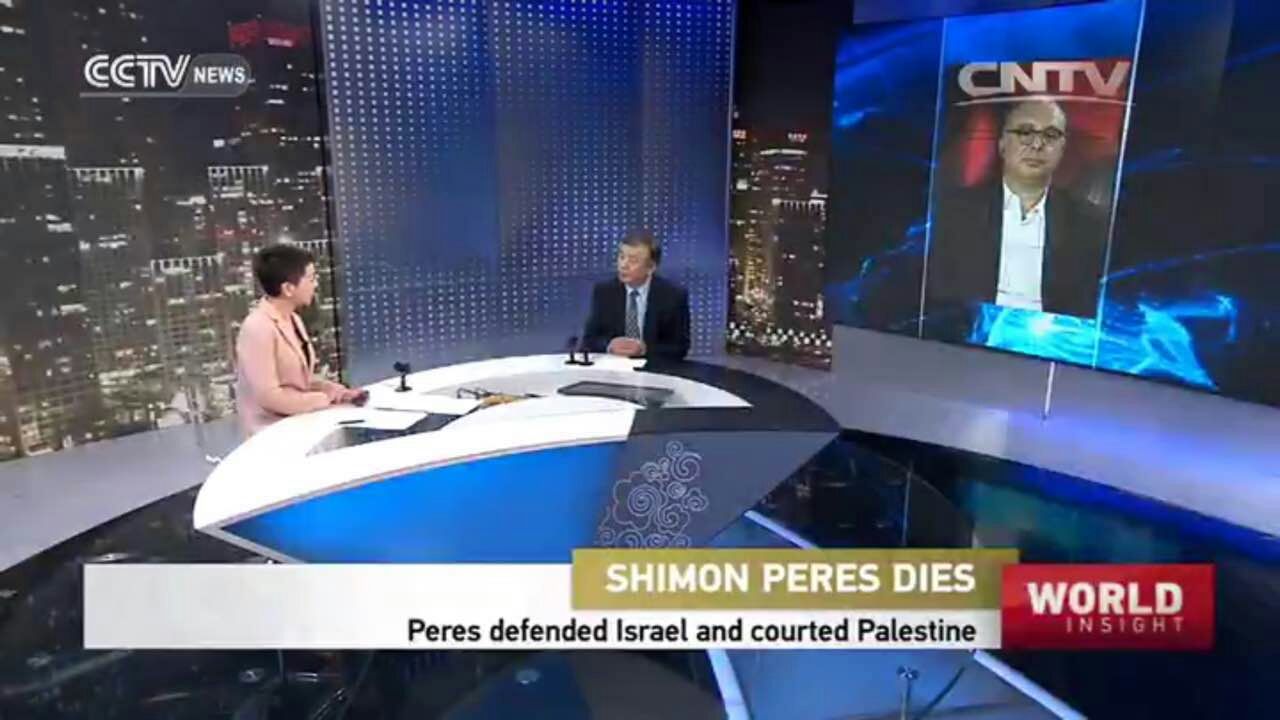 CCTV NEWS
CNTV
SHIMON PERES DIES
Peres defended Israel and courted Palestine
WORLD
INSIGHT